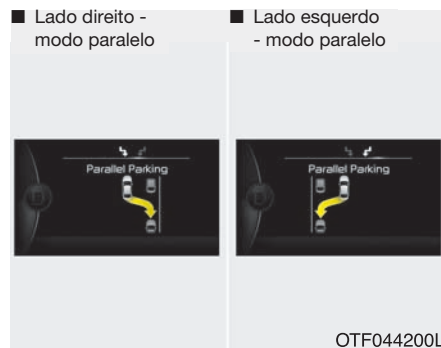 ■ Lado direito -
modo paralelo
■ Lado esquerdo
- modo paralelo
Parallel Parking
Parallel Parking
OTF044200L